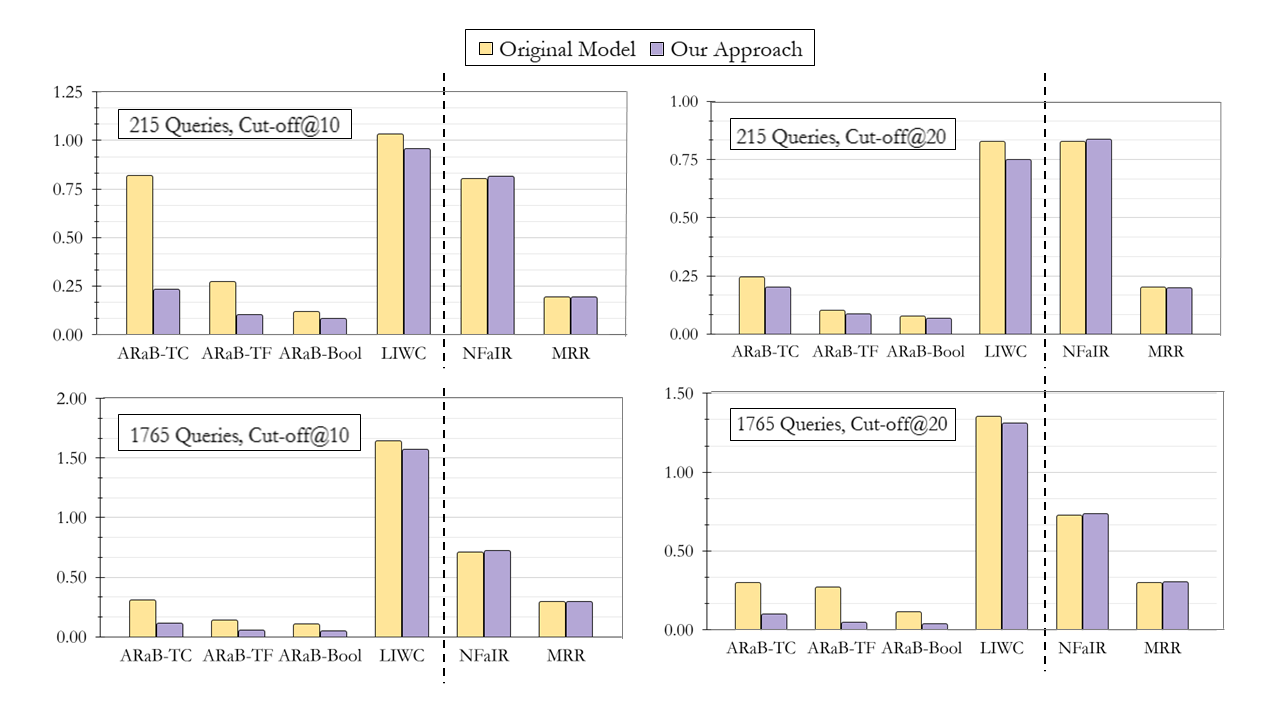 Original Model Our Approach
215 Queries, Cut-off@10
1.25
1.00
0.75
0.50
0.25
0.00
ARaB-TC ARaB-TF ARaB-Bool LIWC NFaIR MRR
215 Queries, Cut-off@20
1.00
0.75
0.50
0.25
0.00
ARaB-TC ARaB-TF ARaB-Bool LIWC NFaIR MRR
1765 Queries, Cut-off@10
2.00
1.50
1.00
0.50
0.00
ARaB-TC ARaB-TF ARaB-Bool LIWC NFaIR MRR
1765 Queries, Cut-off@20
1.50
1.00
0.50
0.00
ARaB-TC ARaB-TF ARaB-Bool LIWC NFaIR MRR